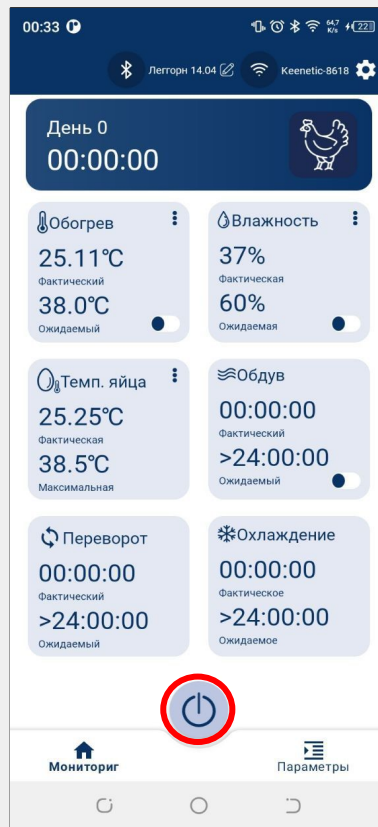 00:33
64,7
K/s
22
Леггорн 14.04
Keenetic-8618
День 0
00:00:00
Обогрев
25.11℃
Фактический
38.0℃
Ожидаемый
Влажность
37%
Фактическая
60%
Ожидаемая
Темп. яйца
25.25℃
Фактическая
38.5℃
Максимальная
Обдув
00:00:00
Фактический
>24:00:00
Ожидаемый
Переворот
00:00:00
Фактический
>24:00:00
Ожидаемый
Охлаждение
00:00:00
Фактическое
>24:00:00
Ожидаемое
Мониториг
Параметры